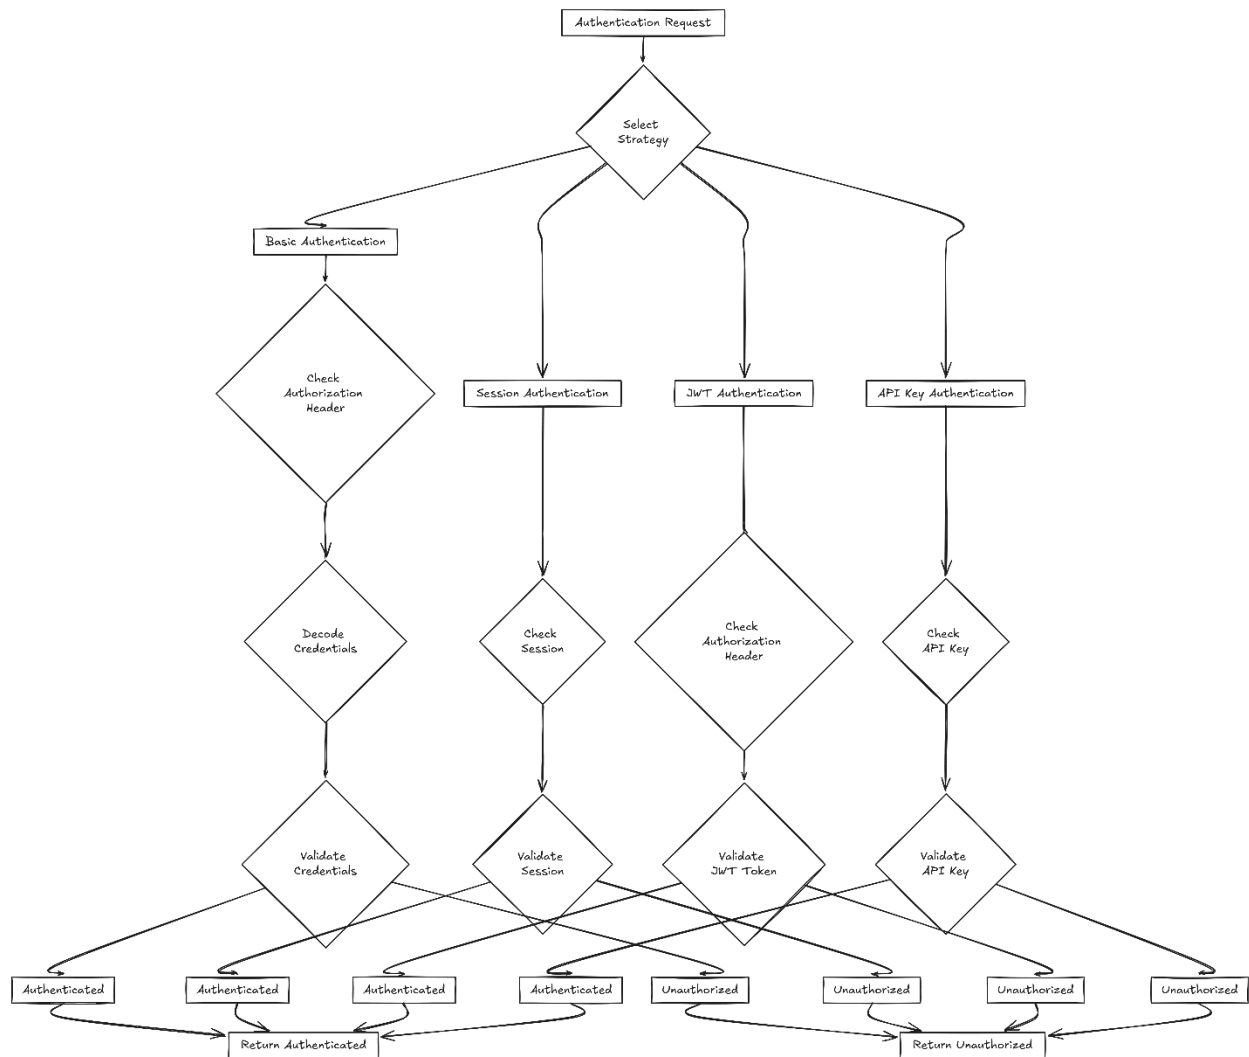 Authentication Request
Select
Strategy
Basic Authentication
Check
Authorization
Header
Session Authentication
JWT Authentication
API Key Authentication
Decode
Credentials
Check
Session
Check
Authorization
Header
Check
API Key
Validate
Credentials
Validate
Session
Validate
JWT Token
Validate
API Key
Authenticated
Authenticated
Authenticated
Authenticated
Unauthorized
Unauthorized
Unauthorized
Unauthorized
Return Authenticated
Return Unauthorized